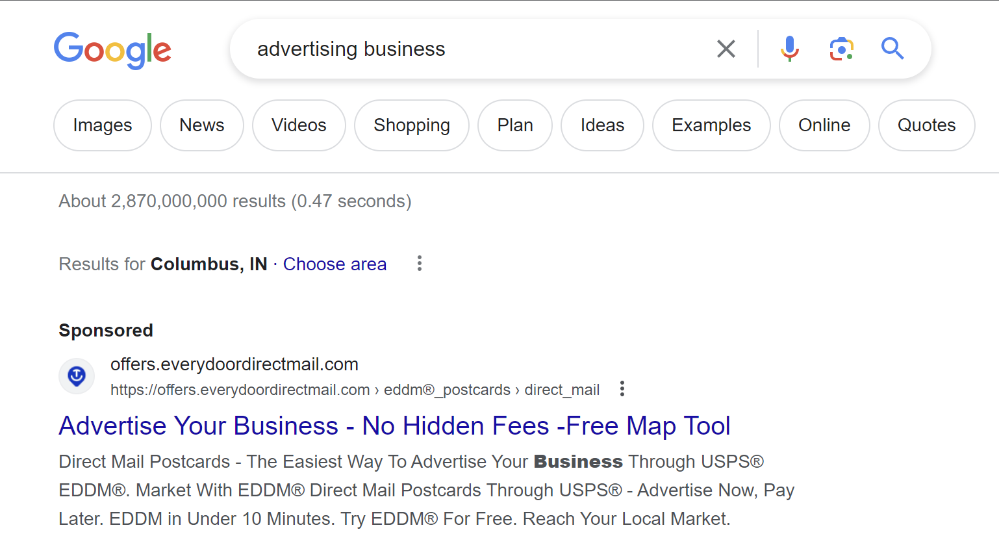 Google
advertising business
Images News Videos Shopping Plan Ideas Examples Online Quotes
About 2,870,000,000 results (0.47 seconds)
Results for Columbus, IN · Choose area
Sponsored
offers.everydoordirectmail.com
https://offers.everydoordirectmail.com › eddm®_postcards › direct_mail
Advertise Your Business - No Hidden Fees -Free Map Tool
Direct Mail Postcards - The Easiest Way To Advertise Your Business Through USPS®
EDDM®. Market With EDDM® Direct Mail Postcards Through USPS® - Advertise Now, Pay
Later. EDDM in Under 10 Minutes. Try EDDM® For Free. Reach Your Local Market.